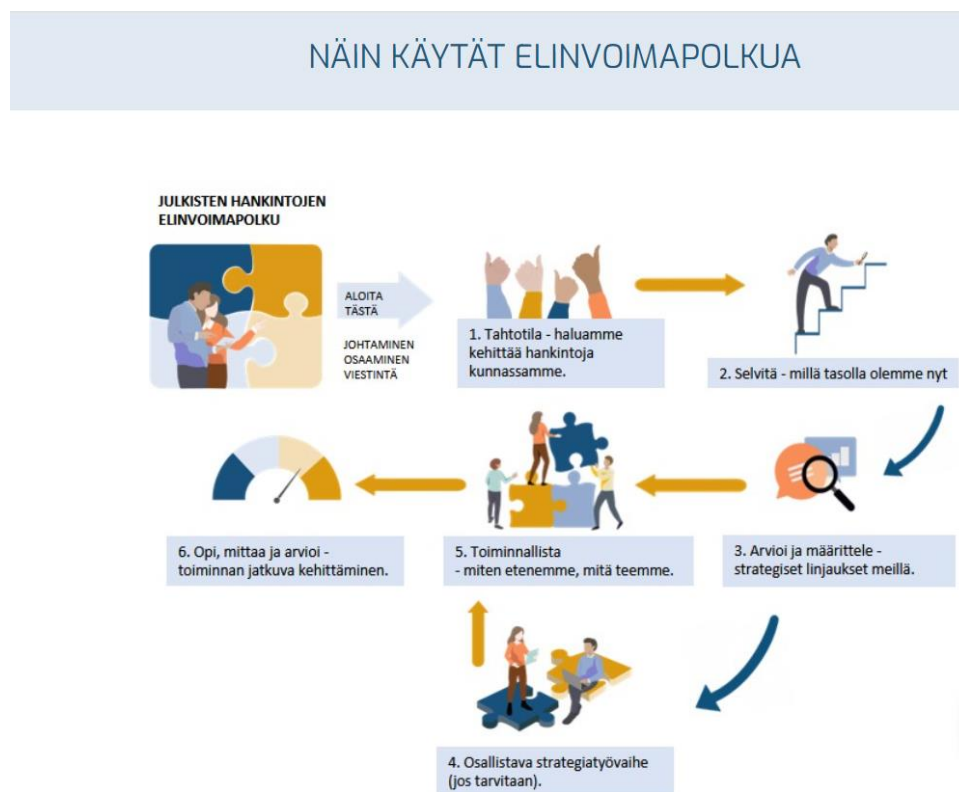 NÄIN KÄYTÄT ELINVOIMAPOLKUA
JULKISTEN HANKINTOJEN
ELINVOIMAPOLKU
ALOITA
TÄSTÄ
JOHTAMINEN
OSAAMINEN
VIESTINTÄ
1. Tahtotila - haluamme
kehittää hankintoja
kunnassamme.
2. Selvitä - millä tasolla olemme nyt
3. Arvioi ja määrittele -
strategiset linjaukset meillä.
4. Osallistava strategiatyövaihe
(jos tarvitaan).
5. Toiminnallista
- miten etenemme, mitä teemme.
6. Opi, mittaa ja arvioi -
toiminnan jatkuva kehittäminen.